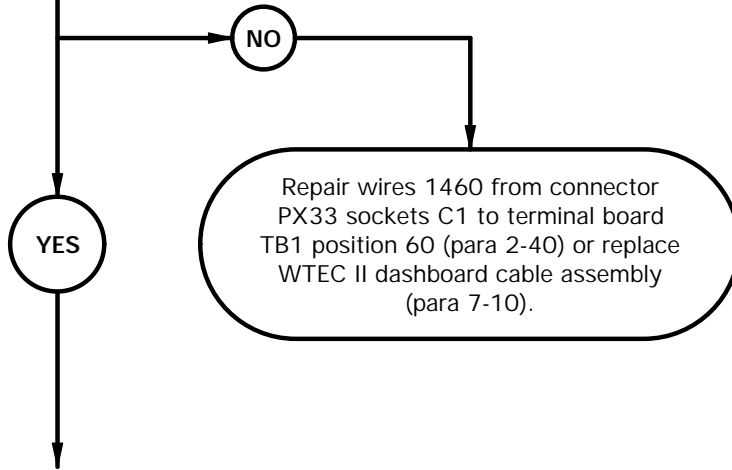 NO
YES
Repair wires 1460 from connector
PX33 sockets C1 to terminal board
TB1 position 60 (para 2-40) or replace
WTEC II dashboard cable assembly
(para 7-10).